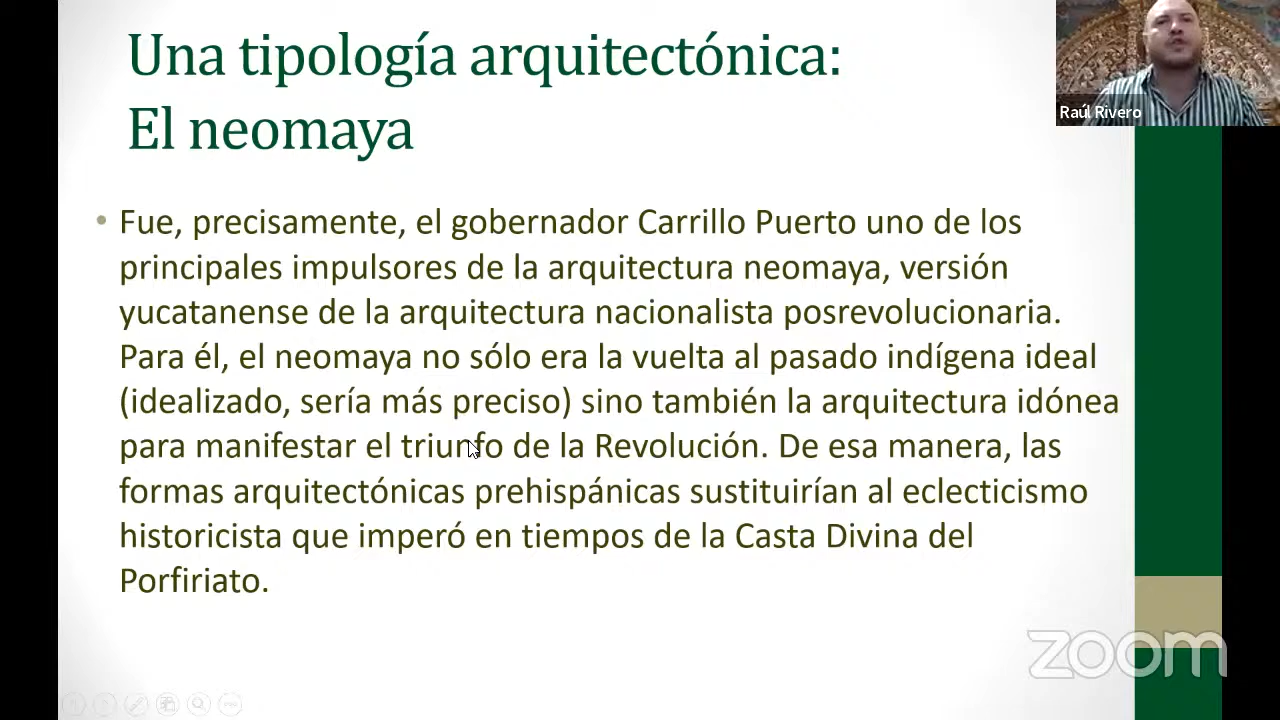 Una tipología arquitectónica:
El neomaya
Raúl Rivero
• Fue, precisamente, el gobernador Carrillo Puerto uno de los
principales impulsores de la arquitectura neomaya, versión
yucatanense de la arquitectura nacionalista posrevolucionaria.
Para él, el neomaya no sólo era la vuelta al pasado indígena ideal
(idealizado, sería más preciso) sino también la arquitectura idónea
para manifestar el triunfo de la Revolución. De esa manera, las
formas arquitectónicas prehispánicas sustituirían al eclecticismo
historicista que imperó en tiempos de la Casta Divina del
Porfiriato.
zoom